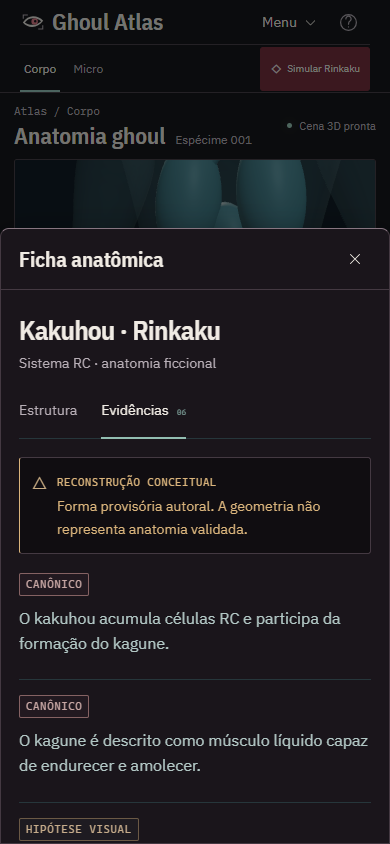 Ghoul Atlas
Menu
Corpo
Micro
Simular Rinkaku
Atlas / Corpo
Anatomia ghoul
Espécime 001
Cena 3D pronta
Ficha anatômica
Kakuhou · Rinkaku
Sistema RC · anatomia ficcional
Estrutura
Evidências 06
RECONSTRUÇÃO CONCEITUAL
Forma provisória autoral. A geometria não
representa anatomia validada.
CANÔNICO
O kakuhou acumula células RC e participa da
formação do kagune.
CANÔNICO
O kagune é descrito como músculo líquido capaz
de endurecer e amolecer.
HIPÓTESE VISUAL